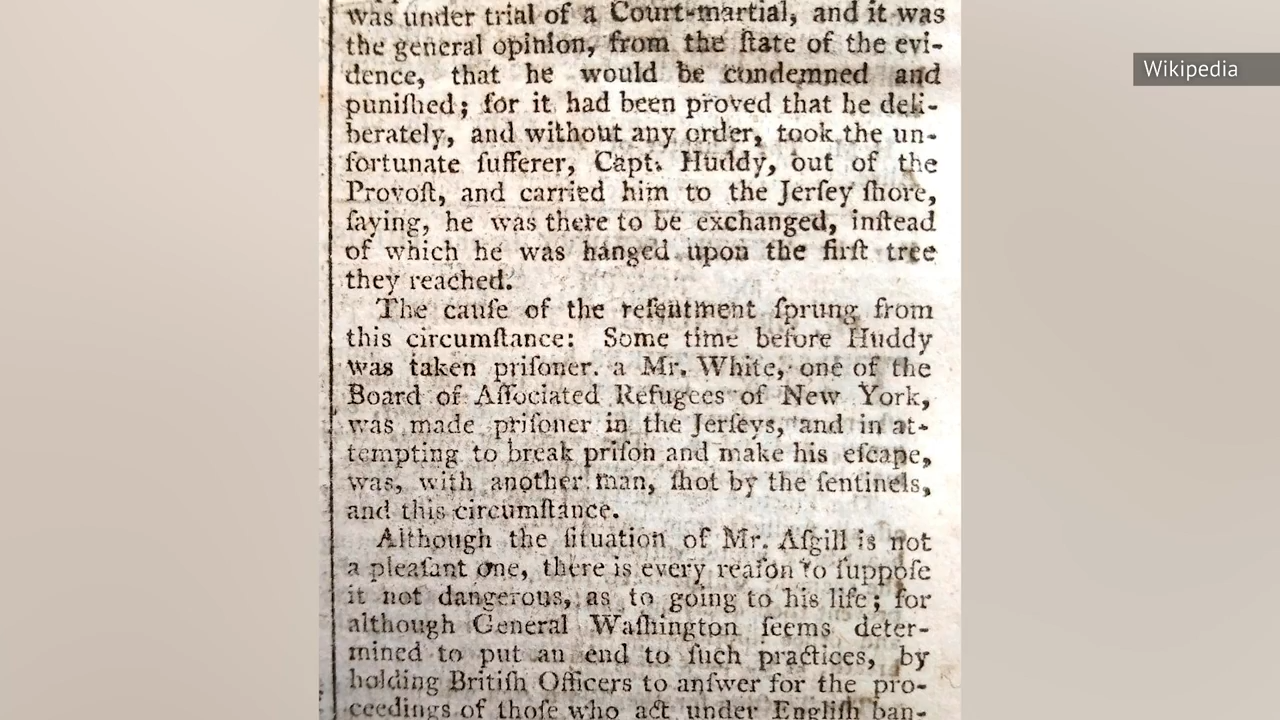 was under trial of a Court-martial, and it was
the general opinion, from the ſtate of the evi-
dence, that he would be condemned and
puniſhed; for it had been proved that he deli-
berately, and without any order, took the un-
fortunate ſufferer, Capt. Huddy, out of the
Provoſt, and carried him to the Jerſey ſhore,
ſaying, he was there to be exchanged, inſtead
of which he was hanged upon the firſt tree
they reached.
The cauſe of the reſentment ſprung from
this circumſtance: Some time before Huddy
was taken priſoner. a Mr. White, one of the
Board of Aſſociated Refugees of New York,
was made priſoner in the Jerſeys, and in at-
tempting to break priſon and make his eſcape,
was, with another man, ſhot by the ſentinels,
and this circumſtance.
Although the ſituation of Mr. Aſgill is not
a pleaſant one, there is every reaſon to ſuppoſe
it not dangerous, as to going to his life; for
although General Waſhington ſeems deter-
mined to put an end to ſuch practices, by
holding Britiſh Officers to anſwer for the pro-
ceedings of thoſe who act under Engliſh ban-
Wikipedia